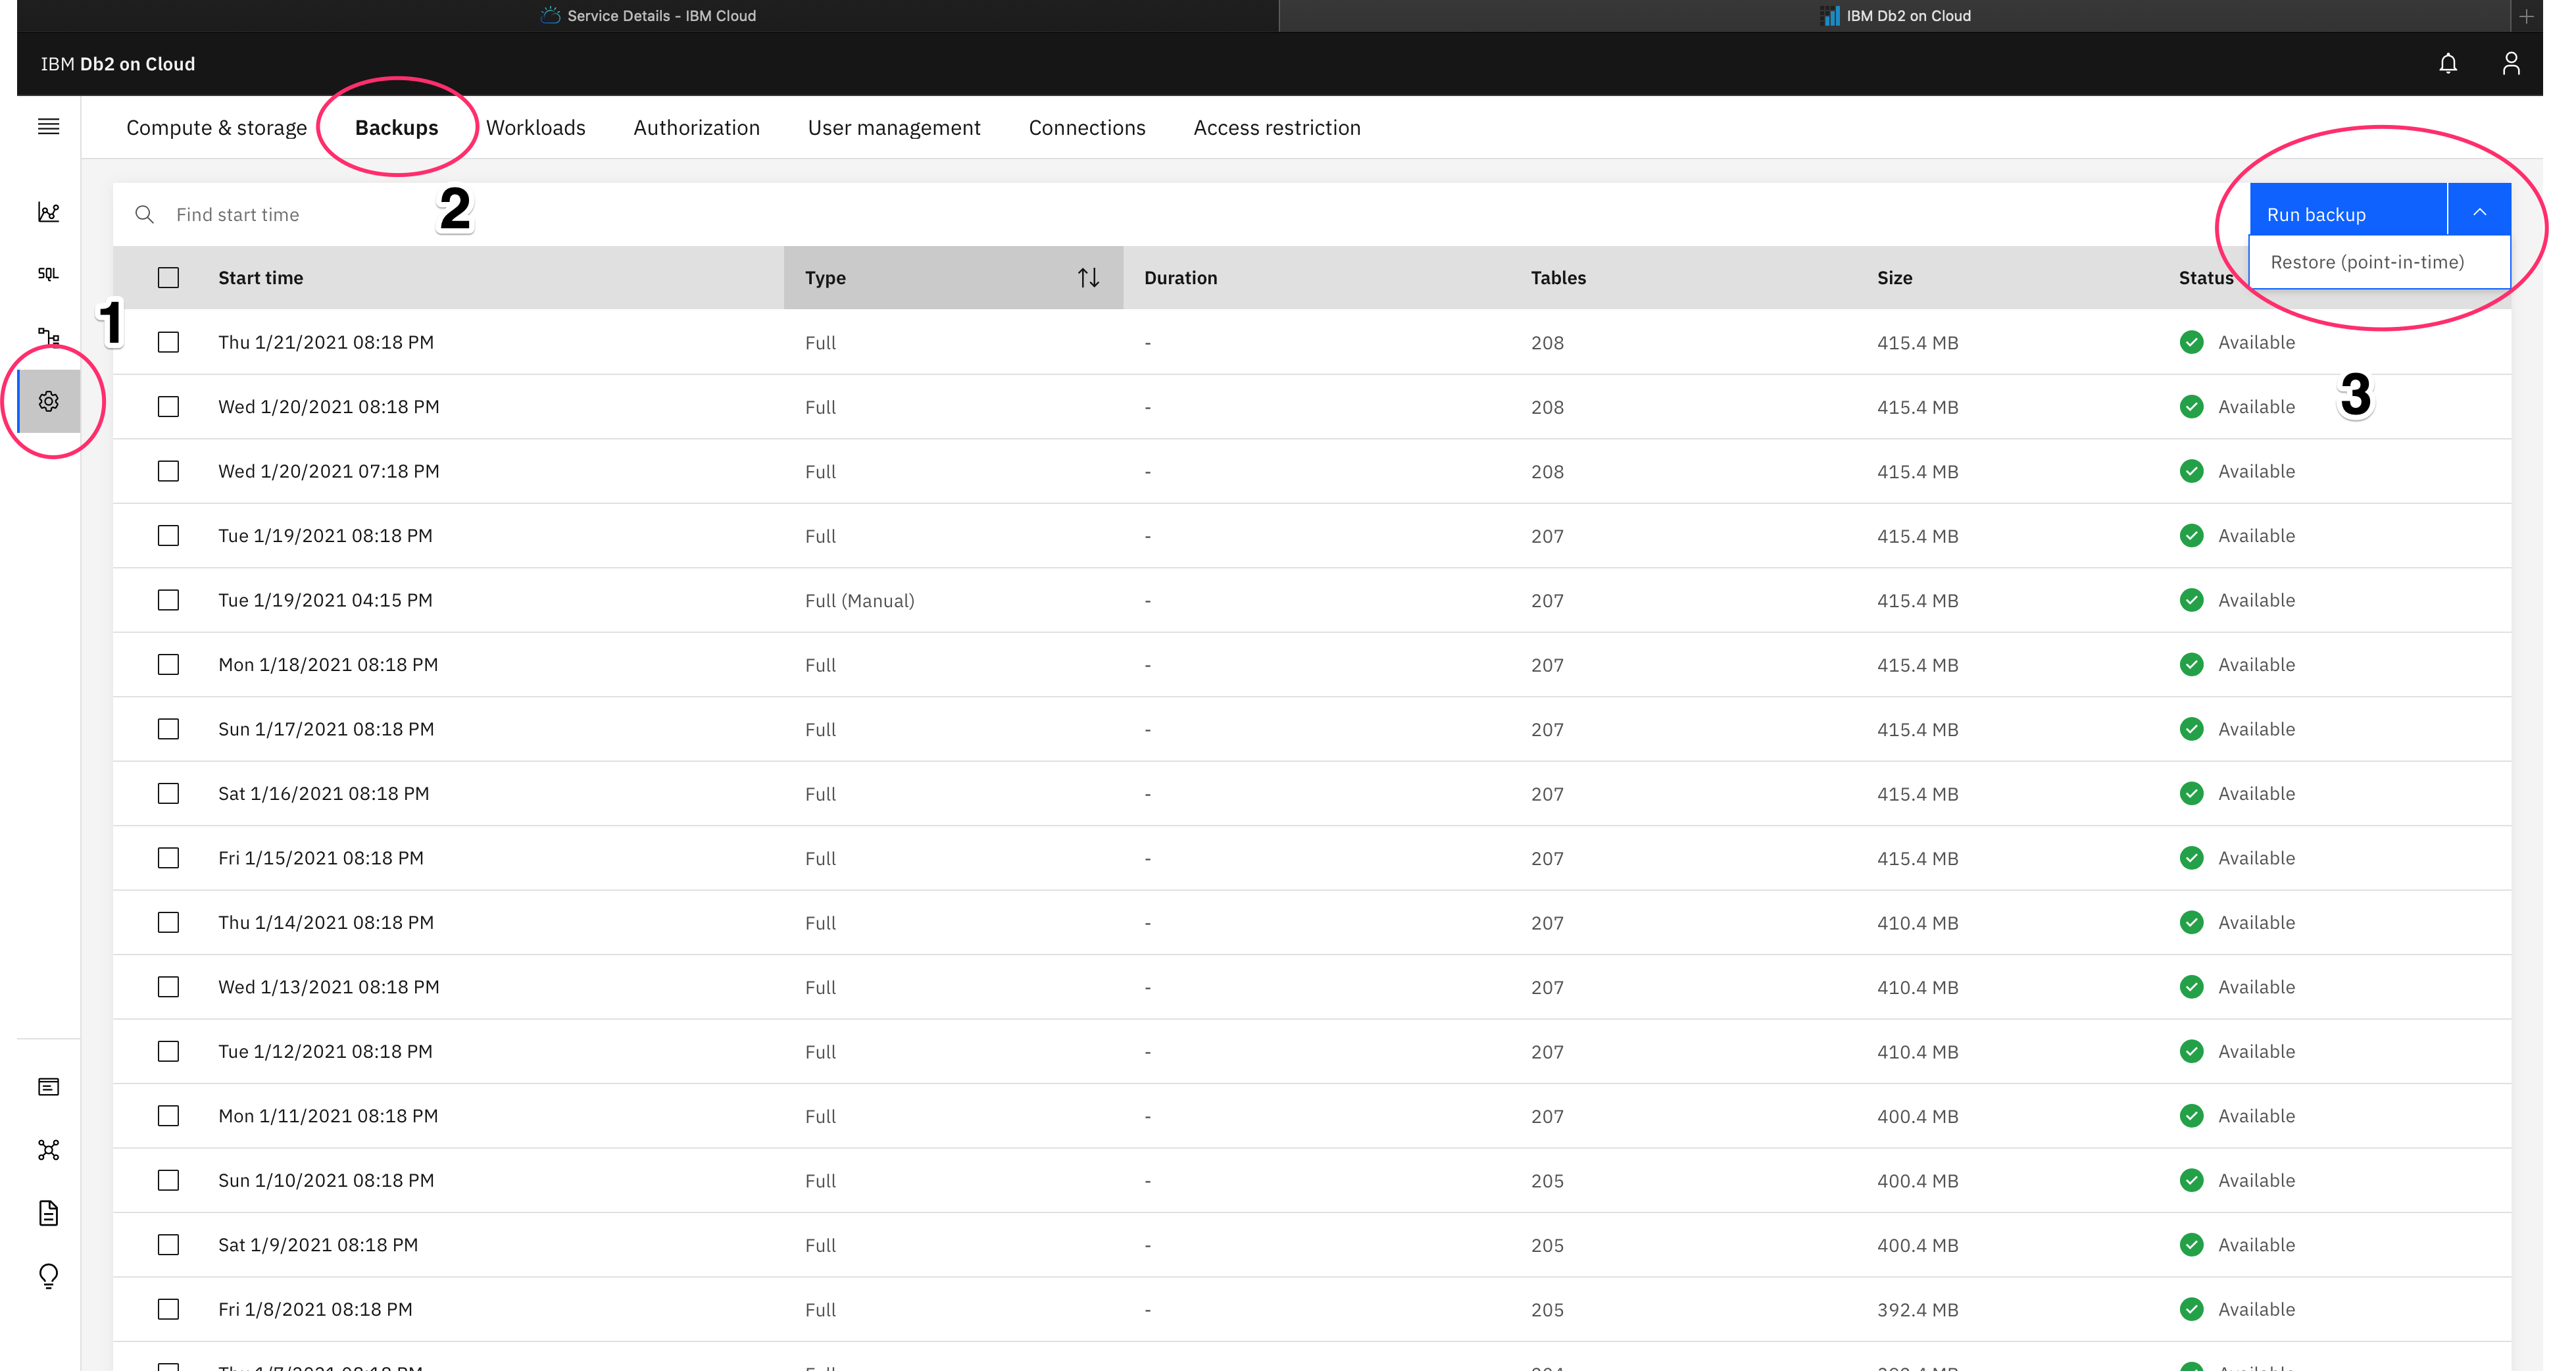 Service Details - IBM Cloud
IBM Db2 on Cloud
IBM Db2 on Cloud
Compute & storage Backups Workloads Authorization User management Connections Access restriction
2
Find start time
Run backup
SQL
Restore (point-in-time)
Start time Type Duration Tables Size Status
1
Thu 1/21/2021 08:18 PM Full - 208 415.4 MB Available
3
Wed 1/20/2021 08:18 PM Full - 208 415.4 MB Available
Wed 1/20/2021 07:18 PM Full - 208 415.4 MB Available
Tue 1/19/2021 08:18 PM Full - 207 415.4 MB Available
Tue 1/19/2021 04:15 PM Full (Manual) - 207 415.4 MB Available
Mon 1/18/2021 08:18 PM Full - 207 415.4 MB Available
Sun 1/17/2021 08:18 PM Full - 207 415.4 MB Available
Sat 1/16/2021 08:18 PM Full - 207 415.4 MB Available
Fri 1/15/2021 08:18 PM Full - 207 415.4 MB Available
Thu 1/14/2021 08:18 PM Full - 207 410.4 MB Available
Wed 1/13/2021 08:18 PM Full - 207 410.4 MB Available
Tue 1/12/2021 08:18 PM Full - 207 410.4 MB Available
Mon 1/11/2021 08:18 PM Full - 207 400.4 MB Available
Sun 1/10/2021 08:18 PM Full - 205 400.4 MB Available
Sat 1/9/2021 08:18 PM Full - 205 400.4 MB Available
Fri 1/8/2021 08:18 PM Full - 205 392.4 MB Available